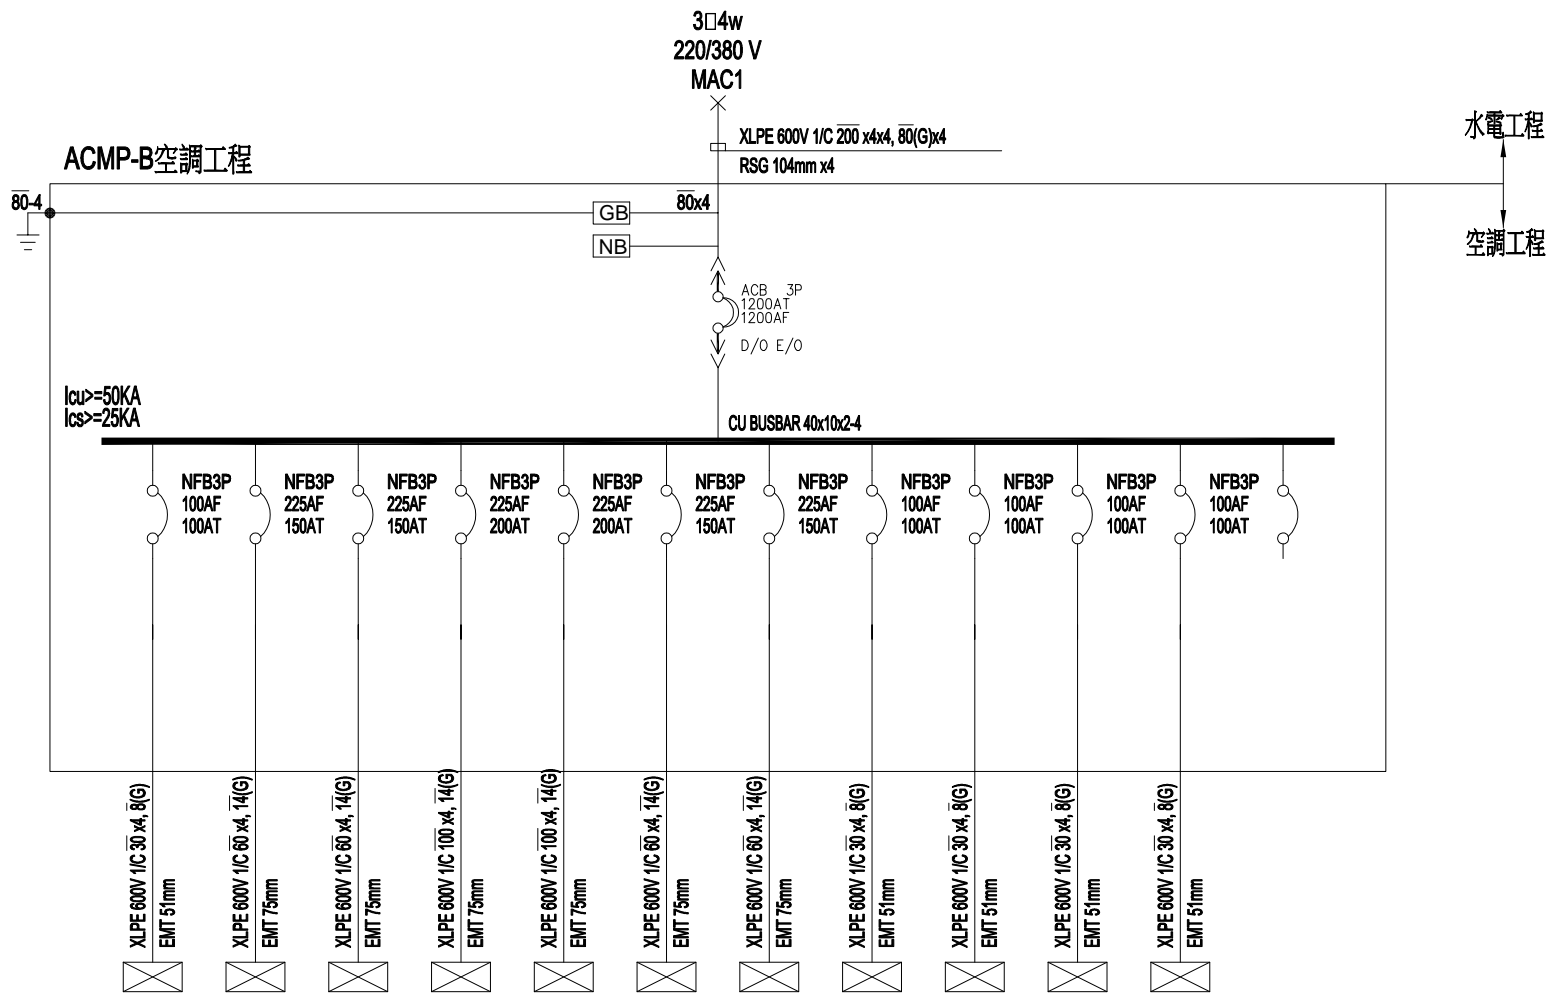 3□4w
220/380 V
MAC1
XLPE 600V 1/C 200 x4x4, 80(G)x4
RSG 104mm x4
水電工程
空調工程
ACMP-B空調工程
80-4
GB
80x4
NB
ACB 3P
1200AT
1200AF
D/O E/O
Icu>=50KA
Ics>=25KA
CU BUSBAR 40x10x2-4
NFB3P
100AF
100AT
NFB3P
225AF
150AT
NFB3P
225AF
150AT
NFB3P
225AF
200AT
NFB3P
225AF
200AT
NFB3P
225AF
150AT
NFB3P
225AF
150AT
NFB3P
100AF
100AT
NFB3P
100AF
100AT
NFB3P
100AF
100AT
NFB3P
100AF
100AT
XLPE 600V 1/C 30 x4, 8(G)
EMT 51mm
XLPE 600V 1/C 60 x4, 14(G)
EMT 75mm
XLPE 600V 1/C 60 x4, 14(G)
EMT 75mm
XLPE 600V 1/C 100 x4, 14(G)
EMT 75mm
XLPE 600V 1/C 100 x4, 14(G)
EMT 75mm
XLPE 600V 1/C 60 x4, 14(G)
EMT 75mm
XLPE 600V 1/C 60 x4, 14(G)
EMT 75mm
XLPE 600V 1/C 30 x4, 8(G)
EMT 51mm
XLPE 600V 1/C 30 x4, 8(G)
EMT 51mm
XLPE 600V 1/C 30 x4, 8(G)
EMT 51mm
XLPE 600V 1/C 30 x4, 8(G)
EMT 51mm